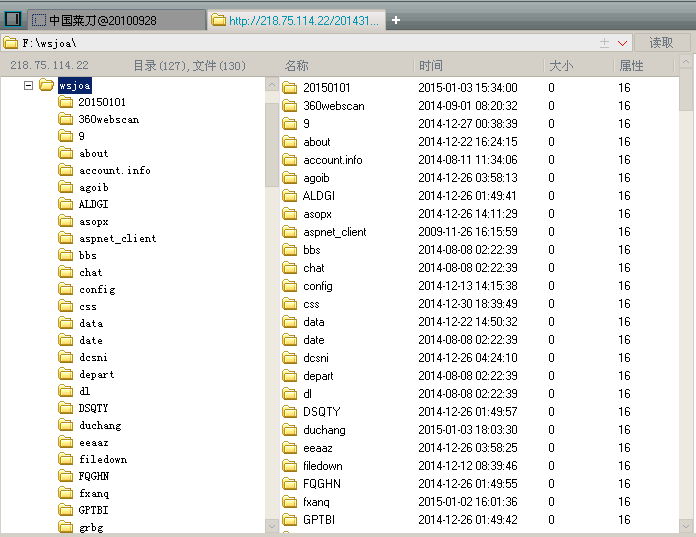 中国菜刀@20100928 http://218.75.114.22/201431... +
F:\wsjoa\ 读取
218.75.114.22 目录(127),文件(130) 名称 时间 大小 属性
wsjoa 20150101 2015-01-03 15:34:00 0 16
20150101 360webscan 2014-09-01 08:20:32 0 16
360webscan 9 2014-12-27 00:38:39 0 16
9 about 2014-12-22 16:24:15 0 16
about account.info 2014-08-11 11:34:06 0 16
account.info agoib 2014-12-26 03:58:13 0 16
agoib ALDGI 2014-12-26 01:49:41 0 16
ALDGI asopx 2014-12-26 14:11:29 0 16
asopx aspnet_client 2009-11-26 16:15:59 0 16
aspnet_client bbs 2014-08-08 02:22:39 0 16
bbs chat 2014-08-08 02:22:39 0 16
chat config 2014-12-13 14:15:38 0 16
config css 2014-12-30 18:39:49 0 16
css data 2014-12-22 14:50:32 0 16
data date 2014-08-08 02:22:39 0 16
date dcsni 2014-12-26 04:24:10 0 16
dcsni depart 2014-08-08 02:22:39 0 16
depart dl 2014-08-08 02:22:39 0 16
dl DSQTY 2014-12-26 01:49:57 0 16
DSQTY duchang 2015-01-03 18:03:30 0 16
duchang eeaaz 2014-12-26 03:58:25 0 16
eeaaz filedown 2014-12-12 08:39:46 0 16
filedown FQGHN 2014-12-26 01:49:55 0 16
FQGHN fxanq 2015-01-02 16:01:36 0 16
fxanq GPTBI 2014-12-26 01:49:42 0 16
GPTBI
grbg